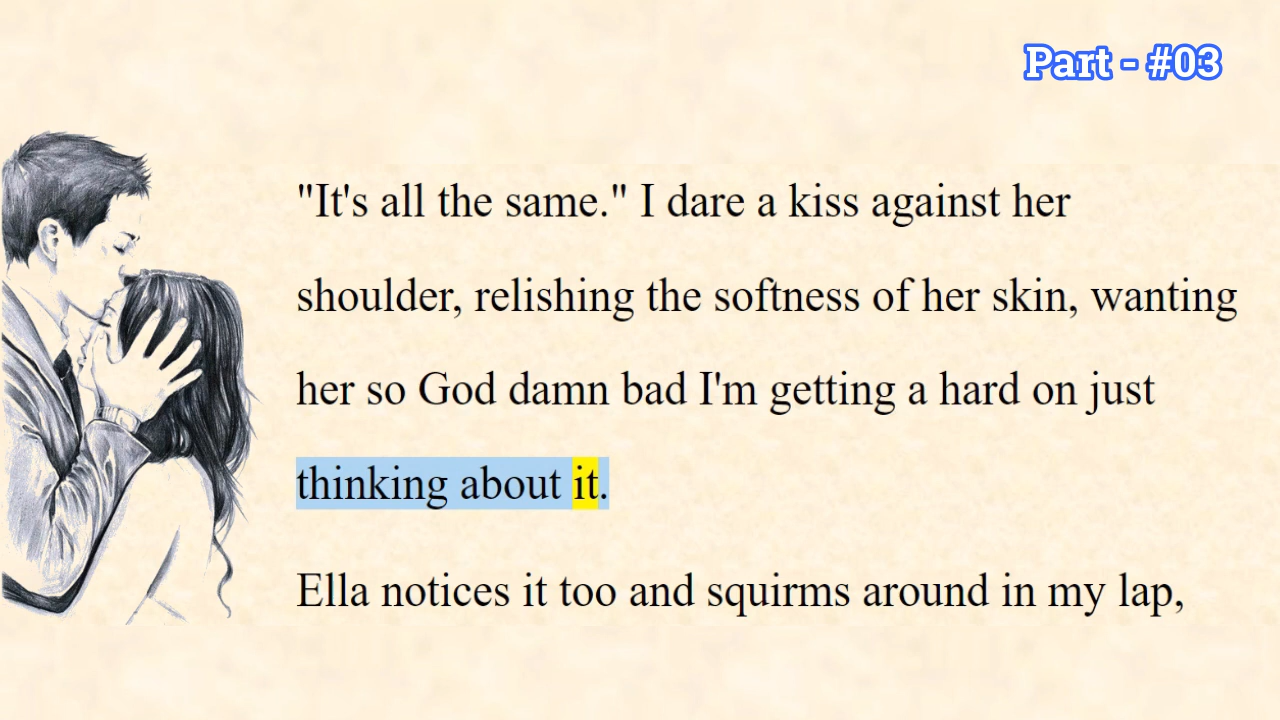 Part - #03
"It's all the same." I dare a kiss against her
shoulder, relishing the softness of her skin, wanting
her so God damn bad I'm getting a hard on just
thinking about it.
Ella notices it too and squirms around in my lap,